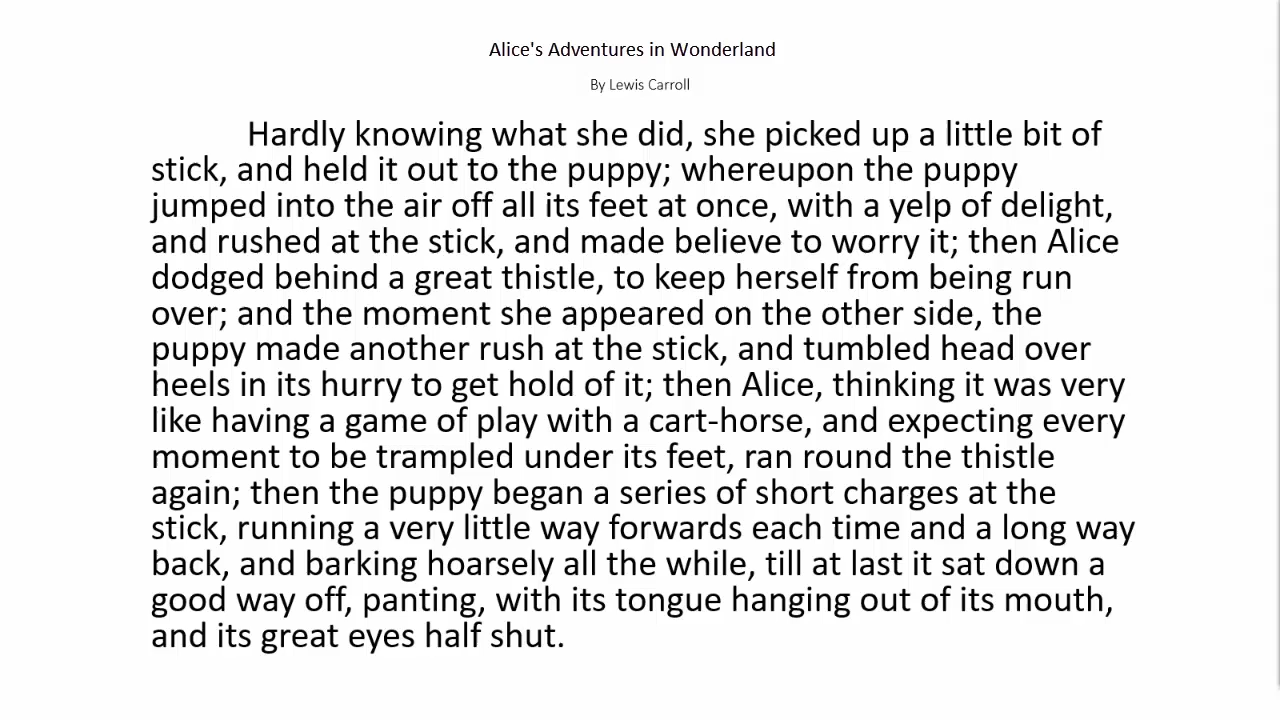 Alice's Adventures in Wonderland
By Lewis Carroll
Hardly knowing what she did, she picked up a little bit of
stick, and held it out to the puppy; whereupon the puppy
jumped into the air off all its feet at once, with a yelp of delight,
and rushed at the stick, and made believe to worry it; then Alice
dodged behind a great thistle, to keep herself from being run
over; and the moment she appeared on the other side, the
puppy made another rush at the stick, and tumbled head over
heels in its hurry to get hold of it; then Alice, thinking it was very
like having a game of play with a cart-horse, and expecting every
moment to be trampled under its feet, ran round the thistle
again; then the puppy began a series of short charges at the
stick, running a very little way forwards each time and a long way
back, and barking hoarsely all the while, till at last it sat down a
good way off, panting, with its tongue hanging out of its mouth,
and its great eyes half shut.